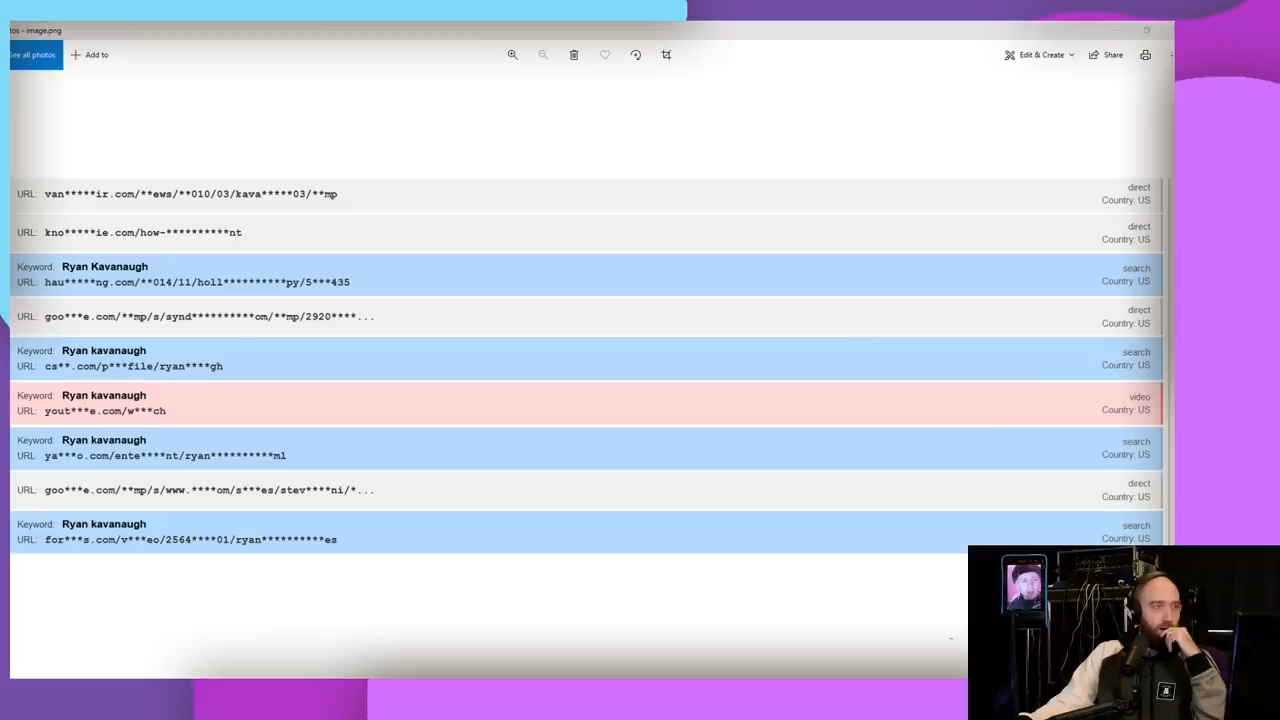 tos - image.png
See all photos
Add to
Edit & Create
Share
URL: van*****ir.com/**ews/**010/03/kava*****03/**mp
direct
Country: US
URL: kno*****ie.com/how-**********nt
direct
Country: US
Keyword: Ryan Kavanaugh
URL: hau*****ng.com/**014/11/holl**********py/5***435
search
Country: US
URL: goo***e.com/**mp/s/synd**********om/**mp/2920****...
direct
Country: US
Keyword: Ryan kavanaugh
URL: cs**.com/p***file/ryan****gh
search
Country: US
Keyword: Ryan kavanaugh
URL: yout***e.com/w***ch
video
Country: US
Keyword: Ryan kavanaugh
URL: ya***o.com/ente****nt/ryan**********ml
search
Country: US
URL: goo***e.com/**mp/s/www.****om/s***es/stev****ni/*...
direct
Country: US
Keyword: Ryan kavanaugh
URL: for***s.com/v***eo/2564****01/ryan**********es
search
Country: US